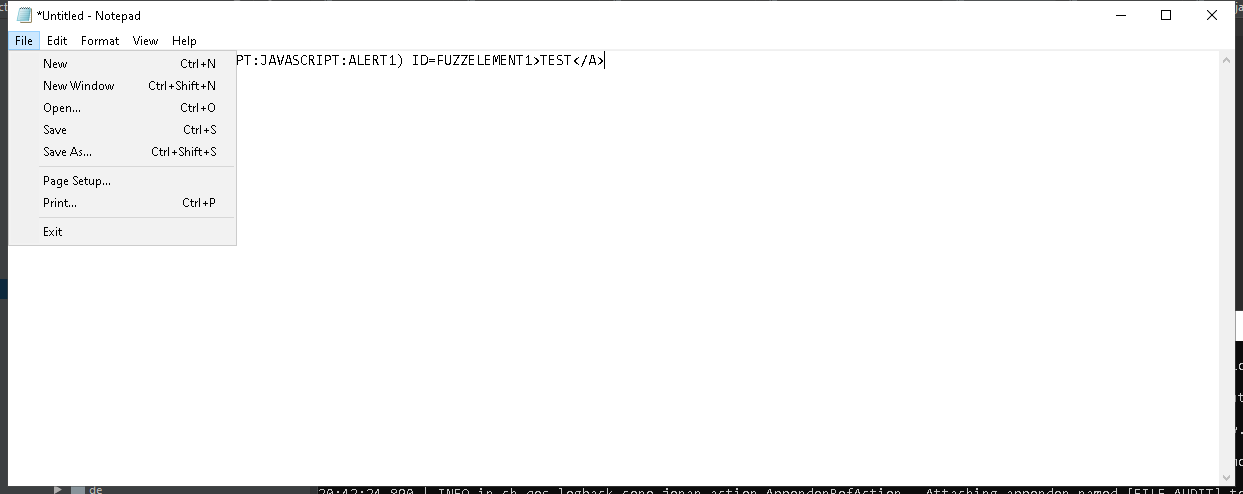 *Untitled - Notepad
File Edit Format View Help
PT:JAVASCRIPT:ALERT1) ID=FUZZELEMENT1>TEST</A>
New Ctrl+N
New Window Ctrl+Shift+N
Open... Ctrl+O
Save Ctrl+S
Save As... Ctrl+Shift+S
Page Setup...
Print... Ctrl+P
Exit
de
20:42:24,890 | INFO in ch.qos.logback.core.joran.action.AppenderRefAction - Attaching appender named [FILE_AUDIT] t